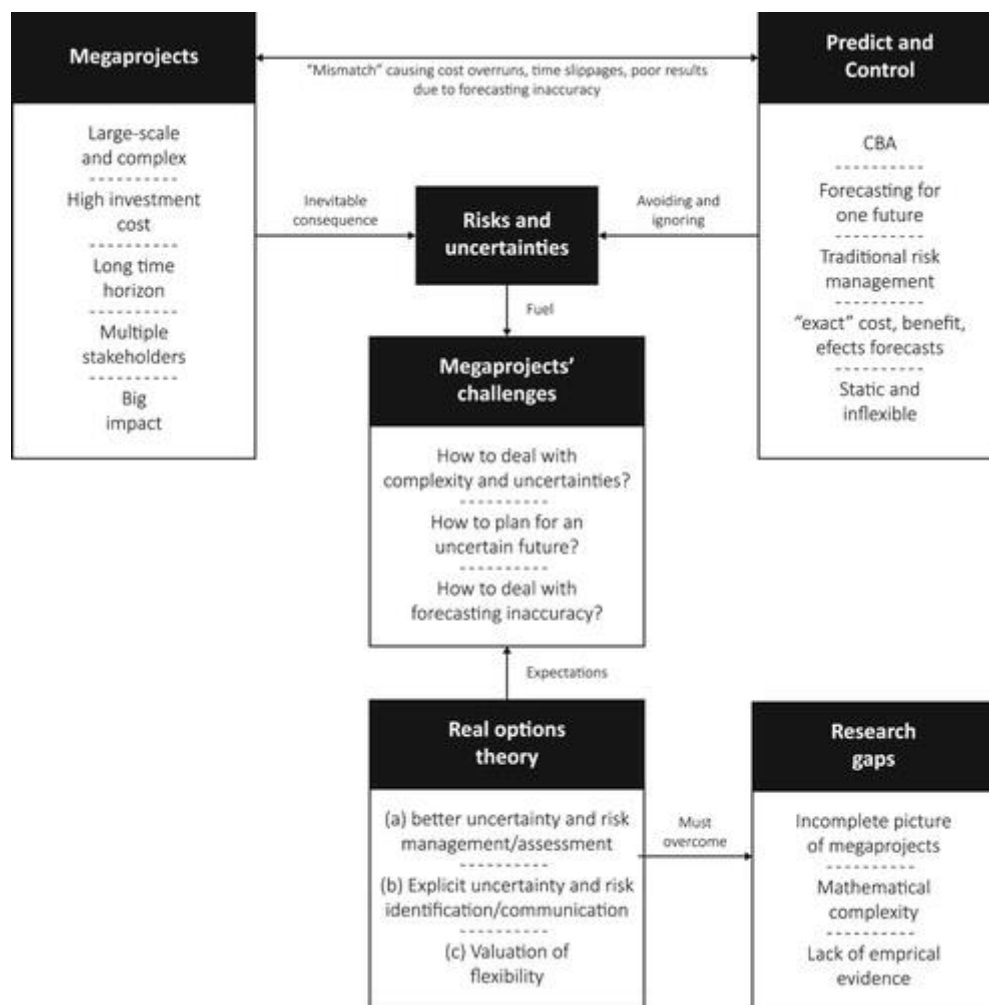 Megaprojects
Large-scale
and complex
High investment
cost
Long time
horizon
Multiple
stakeholders
Big
impact
"Mismatch" causing cost overruns, time slippages, poor results
due to forecasting inaccuracy
Predict and
Control
CBA
Forecasting for
one future
Traditional risk
management
"exact" cost, benefit,
efects forecasts
Static and
inflexible
Inevitable
consequence
Risks and
uncertainties
Avoiding and
ignoring
Fuel
Megaprojects'
challenges
How to deal with
complexity and uncertainties?
How to plan for an
uncertain future?
How to deal with
forecasting inaccuracy?
Expectations
Real options
theory
(a) better uncertainty and risk
management/assessment
(b) Explicit uncertainty and risk
identification/communication
(c) Valuation of
flexibility
Must
overcome
Research
gaps
Incomplete picture
of megaprojects
Mathematical
complexity
Lack of emprical
evidence